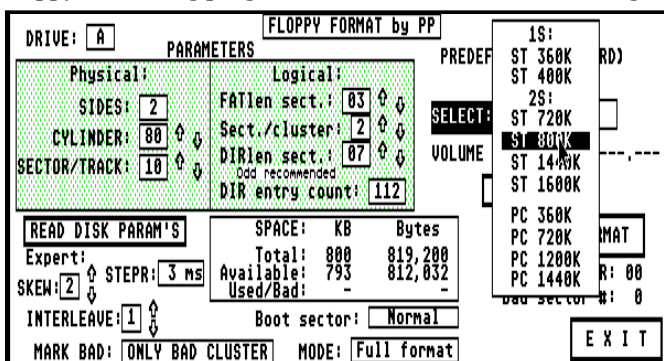 FLOPPY FORMAT by PP
DRIVE: A
PARAMETERS
Physical:
SIDES: 2
CYLINDER: 80
SECTOR/TRACK: 10
Logical:
FATlen sect.: 03
Sect./cluster: 2
DIRlen sect.: 07
Odd recommended
DIR entry count: 112
PREDEF RD)
SELECT:
VOLUME --.---
1S:
ST 360K
ST 400K
2S:
ST 720K
ST 800K
ST 1440K
ST 1600K
PC 360K
PC 720K
PC 1200K
PC 1440K
READ DISK PARAM'S
Expert:
SKEW: 2 STEPR: 3 ms
INTERLEAVE: 1
MARK BAD: ONLY BAD CLUSTER
SPACE: KB Bytes
Total: 800 819,200
Available: 793 812,032
Used/Bad: - -
Boot sector: Normal
MODE: Full format
MAT
R: 00
#: 0
E X I T